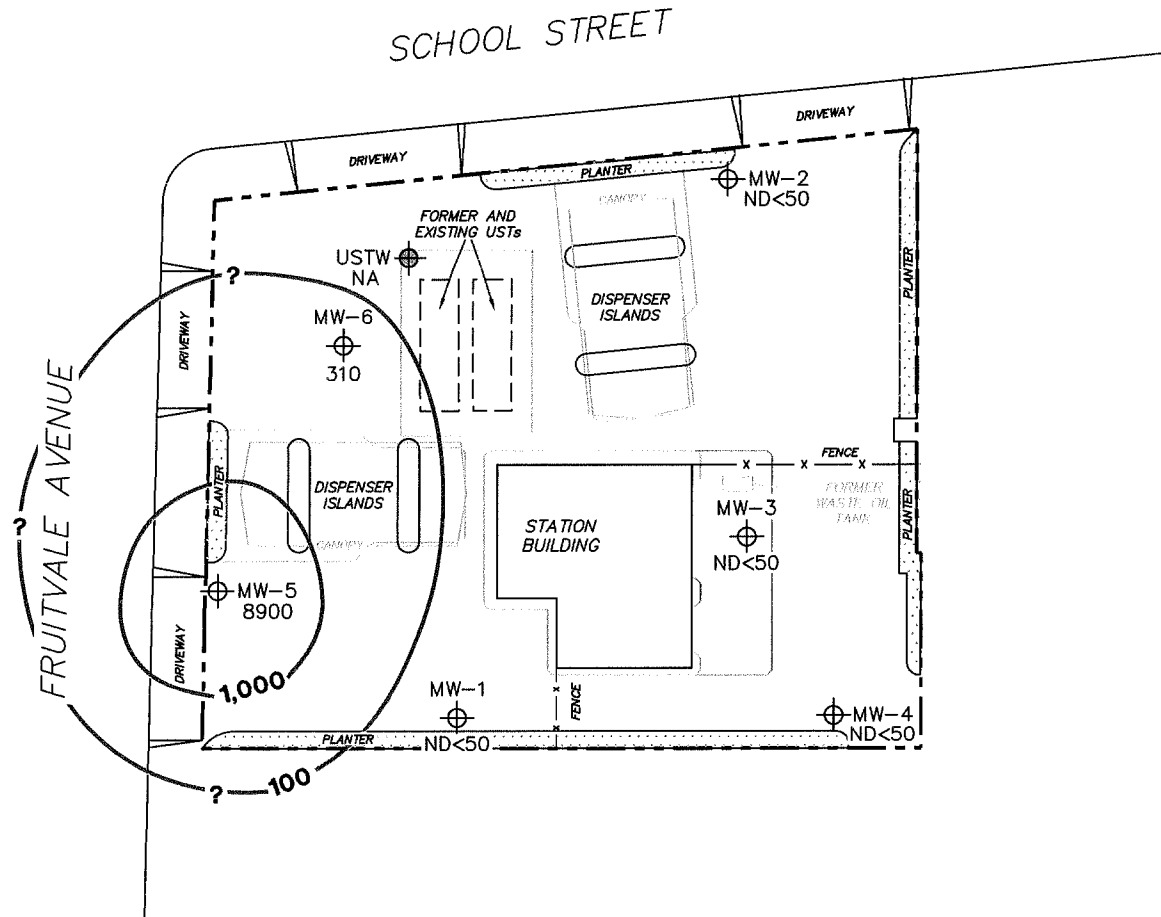 SCHOOL STREET
DRIVEWAY
DRIVEWAY
PLANTER
MW-2
ND<50
CANOPY
FORMER AND
EXISTING USTs
USTW
NA
PLANTER
?
DISPENSER
ISLANDS
MW-6
310
DRIVEWAY
FRUITVALE AVENUE
PLANTER
DISPENSER
ISLANDS
CANOPY
FENCE
FORMER
WASTE OIL
TANK
PLANTER
MW-3
ND<50
STATION
BUILDING
?
MW-5
8900
DRIVEWAY
1,000
MW-1
ND<50
FENCE
MW-4
ND<50
PLANTER
? 100